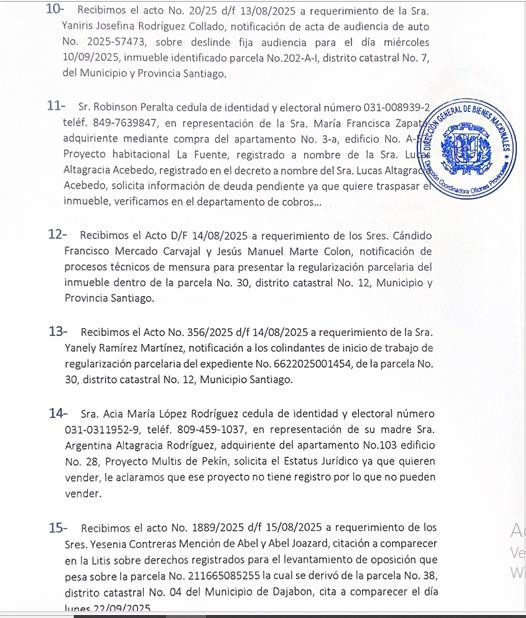 10- Recibimos el acto No. 20/25 d/f 13/08/2025 a requerimiento de la Sra.
Yaniris Josefina Rodríguez Collado, notificación de acta de audiencia de auto
No. 2025-57473, sobre deslinde fija audiencia para el día miércoles
10/09/2025, inmueble identificado parcela No.202-A-I, distrito catastral No. 7,
del Municipio y Provincia Santiago.
11- Sr. Robinson Peralta cedula de identidad y electoral número 031-008939-2
teléf. 849-7639847, en representación de la Sra. María Francisca Zapata
adquiriente mediante compra del apartamento No. 3-a, edificio No.
Proyecto habitacional La Fuente, registrado a nombre de la Sra.
Altagracia Acebedo, registrado en el decreto a nombre del Sr. Lucas Altagracia
Acebedo, solicita información de deuda pendiente ya que quiere traspasar el
inmueble, verificamos en el departamento de cobros...
DIRECCIÓN GENERAL DE BIENES NACIONALES
Coordinadora Oficinas Provinciales
12- Recibimos el Acto D/F 14/08/2025 a requerimiento de los Sres. Cándido
Francisco Mercado Carvajal y Jesús Manuel Marte Colon, notificación de
procesos técnicos de mensura para presentar la regularización parcelaria del
inmueble dentro de la parcela No. 30, distrito catastral No. 12, Municipio y
Provincia Santiago.
13- Recibimos el Acto No. 356/2025 d/f 14/08/2025 a requerimiento de la Sra.
Yanely Ramírez Martínez, notificación a los colindantes de inicio de trabajo de
regularización parcelaria del expediente No. 6622025001454, de la parcela No.
30, distrito catastral No. 12, Municipio Santiago.
14- Sra. Acia María López Rodríguez cedula de identidad y electoral número
031-0311952-9, teléf. 809-459-1037, en representación de su madre Sra.
Argentina Altagracia Rodríguez, adquiriente del apartamento No.103 edificio
No. 28, Proyecto Multis de Pekín, solicita el Estatus Jurídico ya que quieren
vender, le aclaramos que ese proyecto no tiene registro por lo que no pueden
vender.
15- Recibimos el acto No. 1889/2025 d/f 15/08/2025 a requerimiento de los
Sres. Yesenia Contreras Mención de Abel y Abel Joazard, citación a comparecer
en la Litis sobre derechos registrados para el levantamiento de oposición que
pesa sobre la parcela No. 211665085255 la cual se derivó de la parcela No. 38,
distrito catastral No. 04 del Municipio de Dajabon, cita a comparecer el día
lunes 22/09/2025